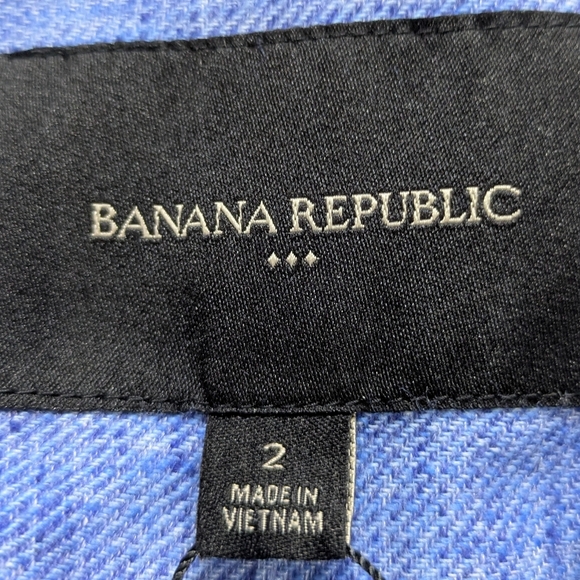 BANANA REPUBLIC
♦♦♦
2
MADE IN
VIETNAM